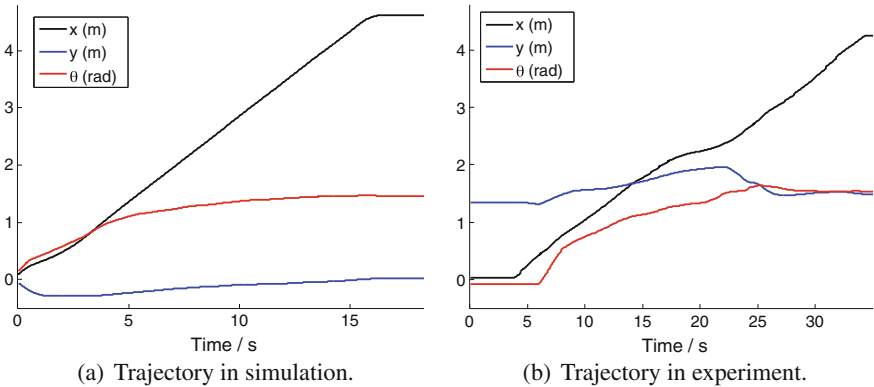 4
3
2
1
0
x (m)
y (m)
θ (rad)
0 5 10 15
Time / s
(a) Trajectory in simulation.
4
3
2
1
0
x (m)
y (m)
θ (rad)
0 5 10 15 20 25 30
Time / s
(b) Trajectory in experiment.